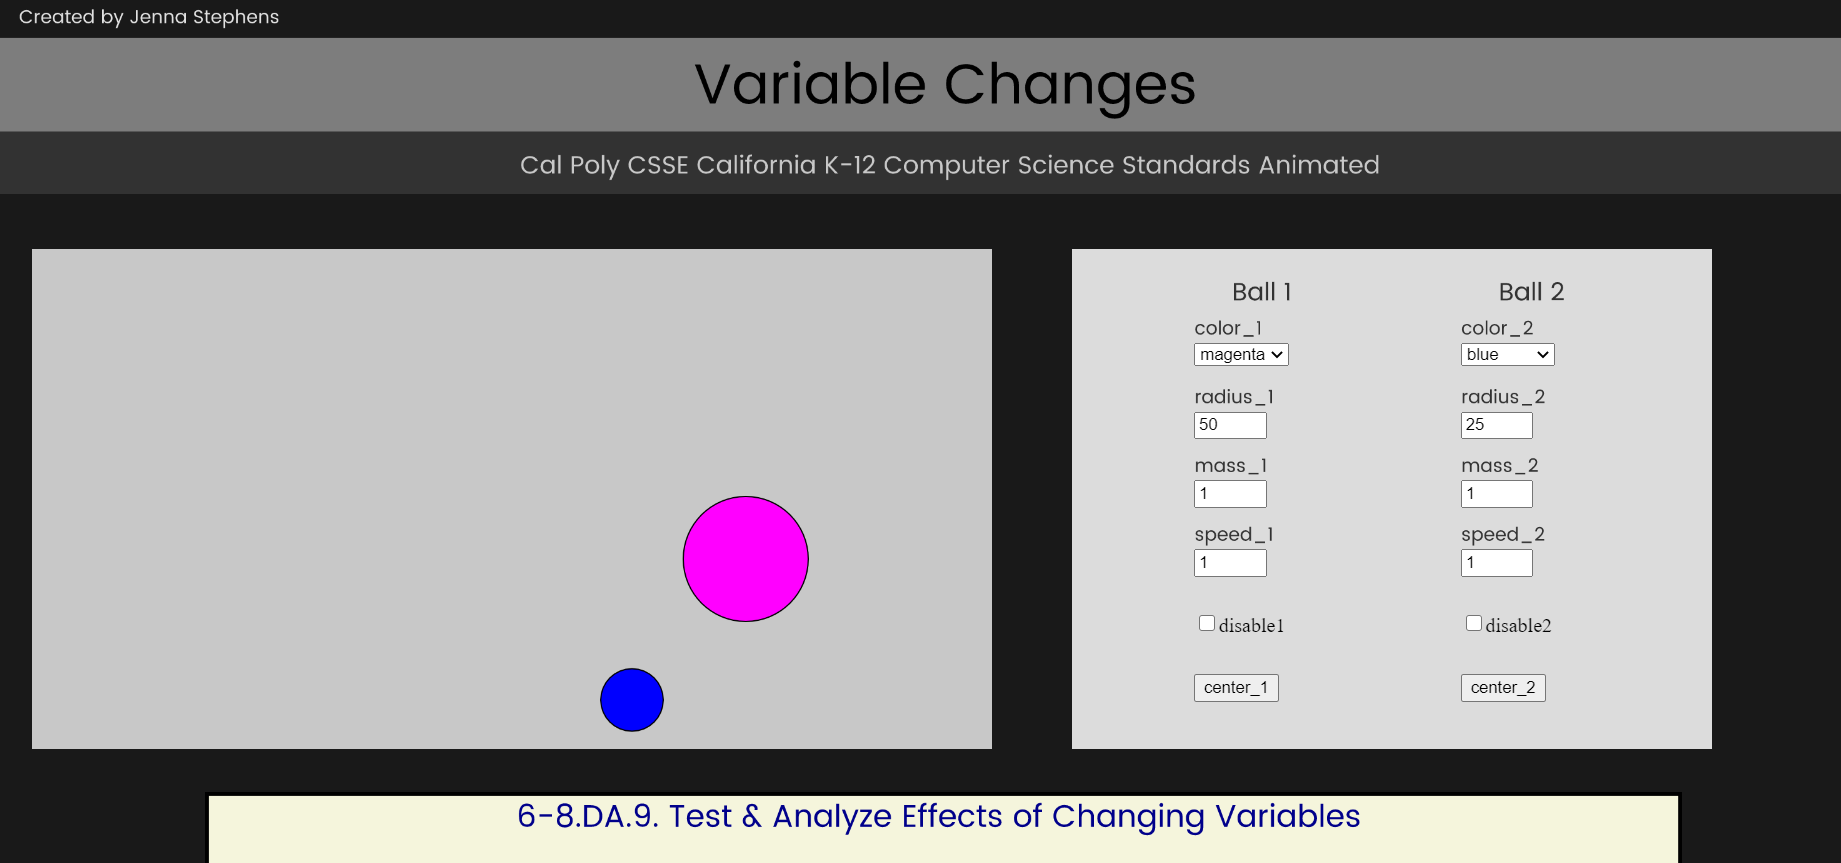 Created by Jenna Stephens
Variable Changes
Cal Poly CSSE California K-12 Computer Science Standards Animated
Ball 1
color_1
magenta
radius_1
50
mass_1
1
speed_1
1
disable1
center_1
Ball 2
color_2
blue
radius_2
25
mass_2
1
speed_2
1
disable2
center_2
6-8.DA.9. Test & Analyze Effects of Changing Variables